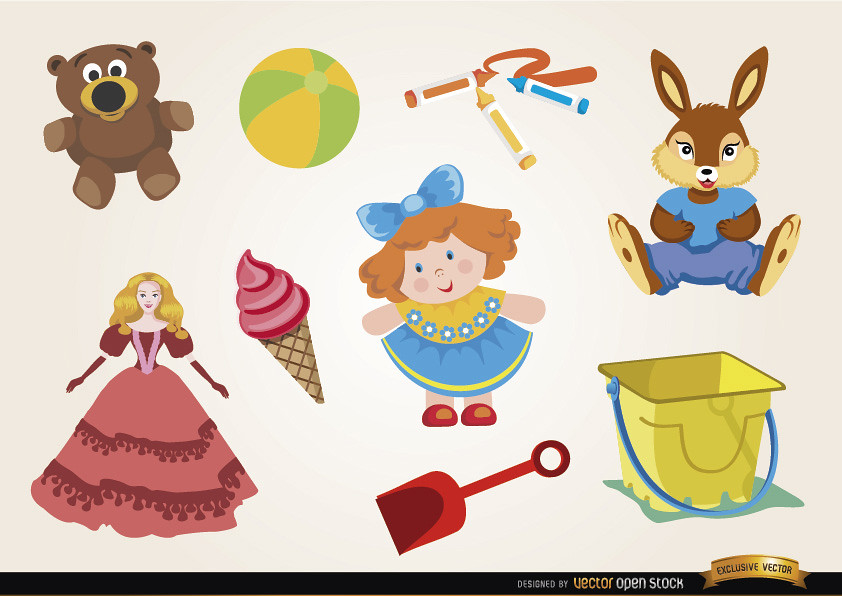 EXCLUSIVE VECTOR
DESIGNED BY vector open stock